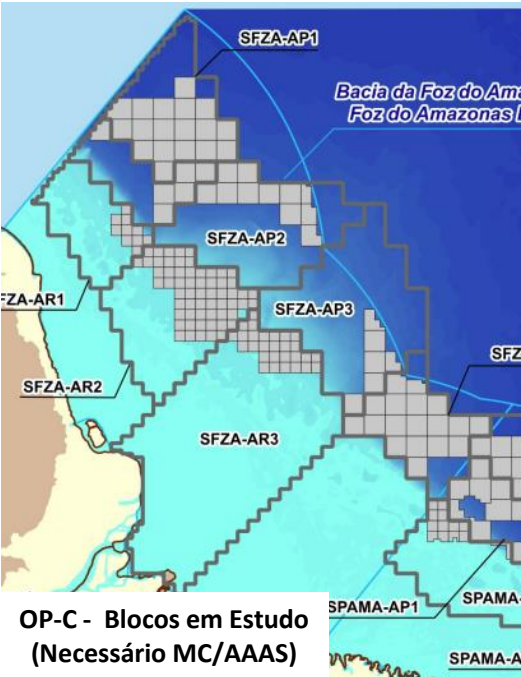 SFZA-AP1
Bacia da Foz do Ama
Foz do Amazonas
SFZA-AP2
FZA-AR1
SFZA-AP3
SFZ
SFZA-AR2
SFZA-AR3
SPAMA-AP1
SPAMA-
OP-C - Blocos em Estudo
(Necessário MC/AAAS)
SPAMA-A